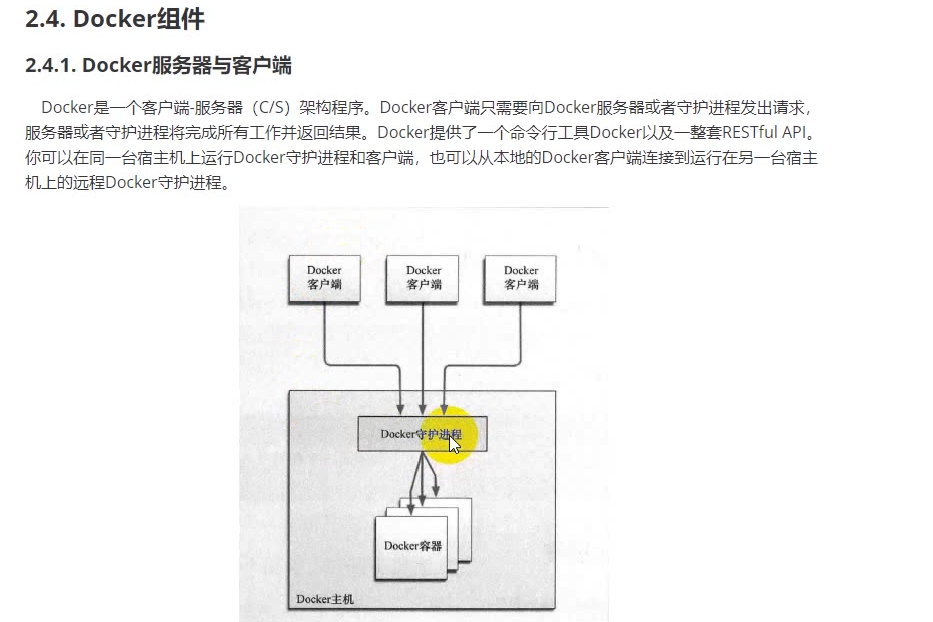 2.4. Docker组件
2.4.1. Docker服务器与客户端
Docker是一个客户端-服务器（C/S）架构程序。Docker客户端只需要向Docker服务器或者守护进程发出请求，
服务器或者守护进程将完成所有工作并返回结果。Docker提供了一个命令行工具Docker以及一整套RESTful API。
你可以在同一台宿主机上运行Docker守护进程和客户端，也可以从本地的Docker客户端连接到运行在另一台宿主
机上的远程Docker守护进程。
Docker
客户端
Docker
客户端
Docker
客户端
Docker守护进程
Docker容器
Docker主机